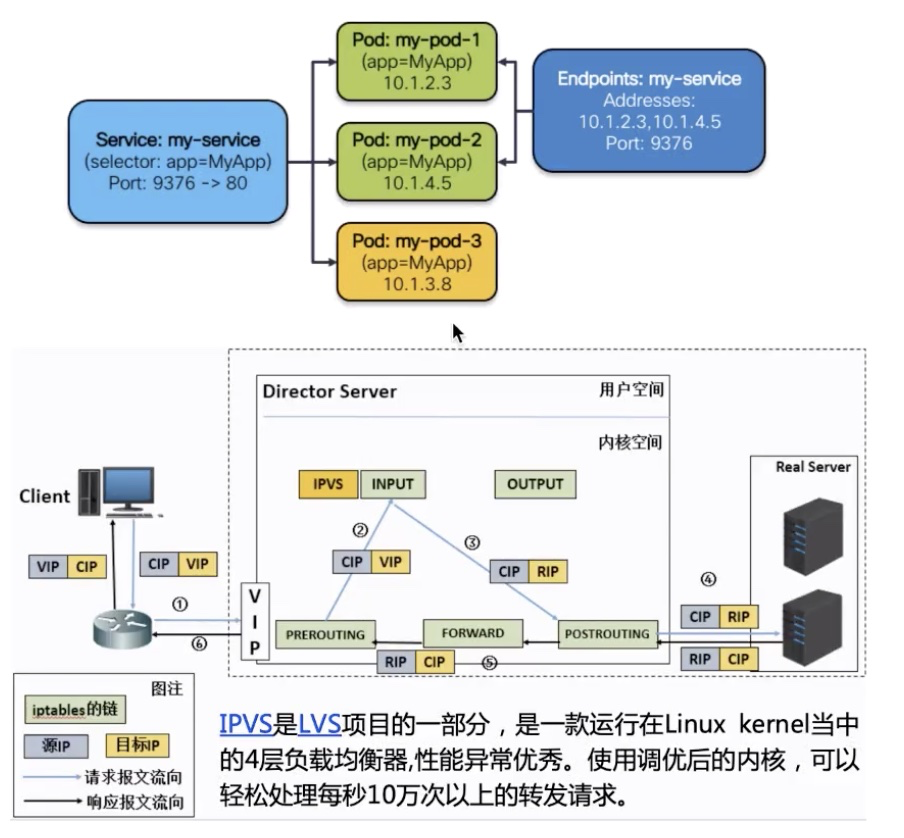 Pod: my-pod-1
(app=MyApp)
10.1.2.3
Endpoints: my-service
Addresses:
10.1.2.3,10.1.4.5
Port: 9376
Service: my-service
(selector: app=MyApp)
Port: 9376 -> 80
Pod: my-pod-2
(app=MyApp)
10.1.4.5
Pod: my-pod-3
(app=MyApp)
10.1.3.8
Director Server
用户空间
内核空间
Real Server
Client
IPVS
INPUT
OUTPUT
②
③
VIP CIP
CIP VIP
CIP VIP
CIP RIP
④
①
VIP
CIP RIP
PREROUTING
FORWARD
POSTROUTING
⑥
RIP CIP
⑤
RIP CIP
图注
iptables的链
源IP
目标IP
请求报文流向
响应报文流向
IPVS是LVS项目的一部分，是一款运行在Linux kernel当中
的4层负载均衡器,性能异常优秀。使用调优后的内核，可以
轻松处理每秒10万次以上的转发请求。